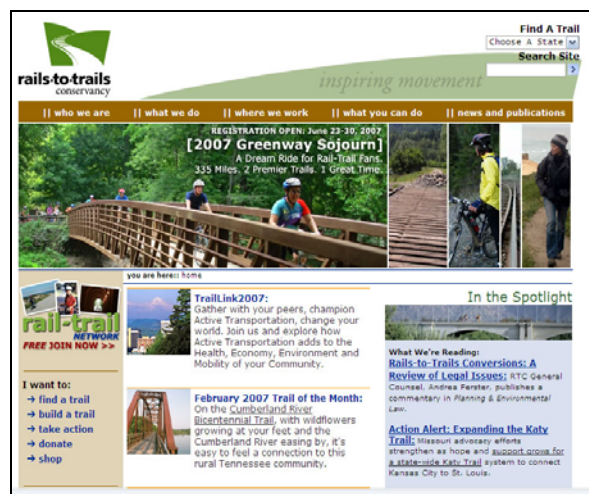 Find A Trail
Choose A State
Search Site
rails-to-trails
conservancy
inspiring movement
|| who we are || what we do || where we work || what you can do || news and publications
REGISTRATION OPEN: June 23-30, 2007
[2007 Greenway Sojourn]
A Dream Ride for Rail-Trail Fans.
335 Miles. 2 Premier Trails. 1 Great Time.
you are here:: home
rail-trail
NETWORK
FREE JOIN NOW >>
I want to:
→ find a trail
→ build a trail
→ take action
→ donate
→ shop
TrailLink2007:
Gather with your peers, champion
Active Transportation, change your
world. Join us and explore how
Active Transportation adds to the
Health, Economy, Environment and
Mobility of your Community.
February 2007 Trail of the Month:
On the Cumberland River
Bicentennial Trail, with wildflowers
growing at your feet and the
Cumberland River easing by, it's
easy to feel a connection to this
rural Tennessee community.
In the Spotlight
What We're Reading:
Rails-to-Trails Conversions: A
Review of Legal Issues: RTC General
Counsel, Andrea Ferster, publishes a
commentary in Planning & Environmental
Law.
Action Alert: Expanding the Katy
Trail: Missouri advocacy efforts
strengthen as hope and support grows for
a state-wide Katy Trail system to connect
Kansas City to St. Louis.